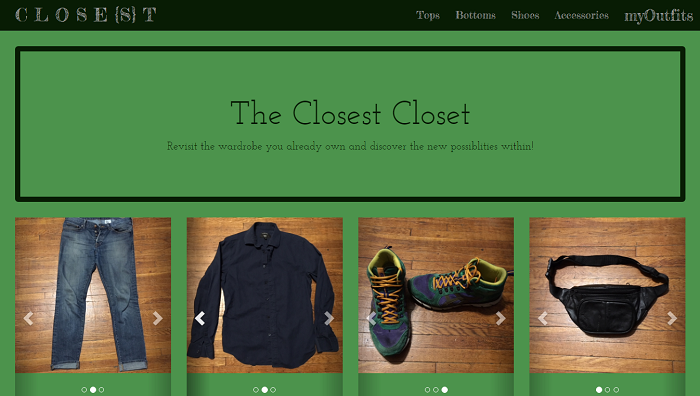 C L O S E {S} T
Tops Bottoms Shoes Accessories myOutfits
The Closest Closet
Revisit the wardrobe you already own and discover the new possiblities within!